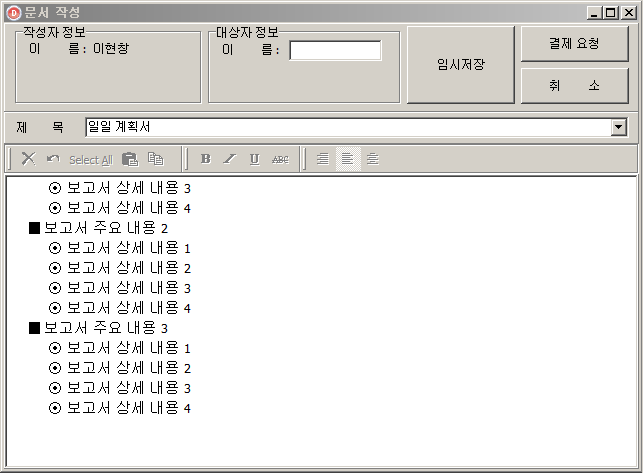 문서 작성
작성자 정보
이 름 : 이현창
대상자 정보
이 름 :
임시저장
결제 요청
취 소
제 목
일일 계획서
Select All
B I U ABC
⊙ 보고서 상세 내용 3
⊙ 보고서 상세 내용 4
■ 보고서 주요 내용 2
⊙ 보고서 상세 내용 1
⊙ 보고서 상세 내용 2
⊙ 보고서 상세 내용 3
⊙ 보고서 상세 내용 4
■ 보고서 주요 내용 3
⊙ 보고서 상세 내용 1
⊙ 보고서 상세 내용 2
⊙ 보고서 상세 내용 3
⊙ 보고서 상세 내용 4